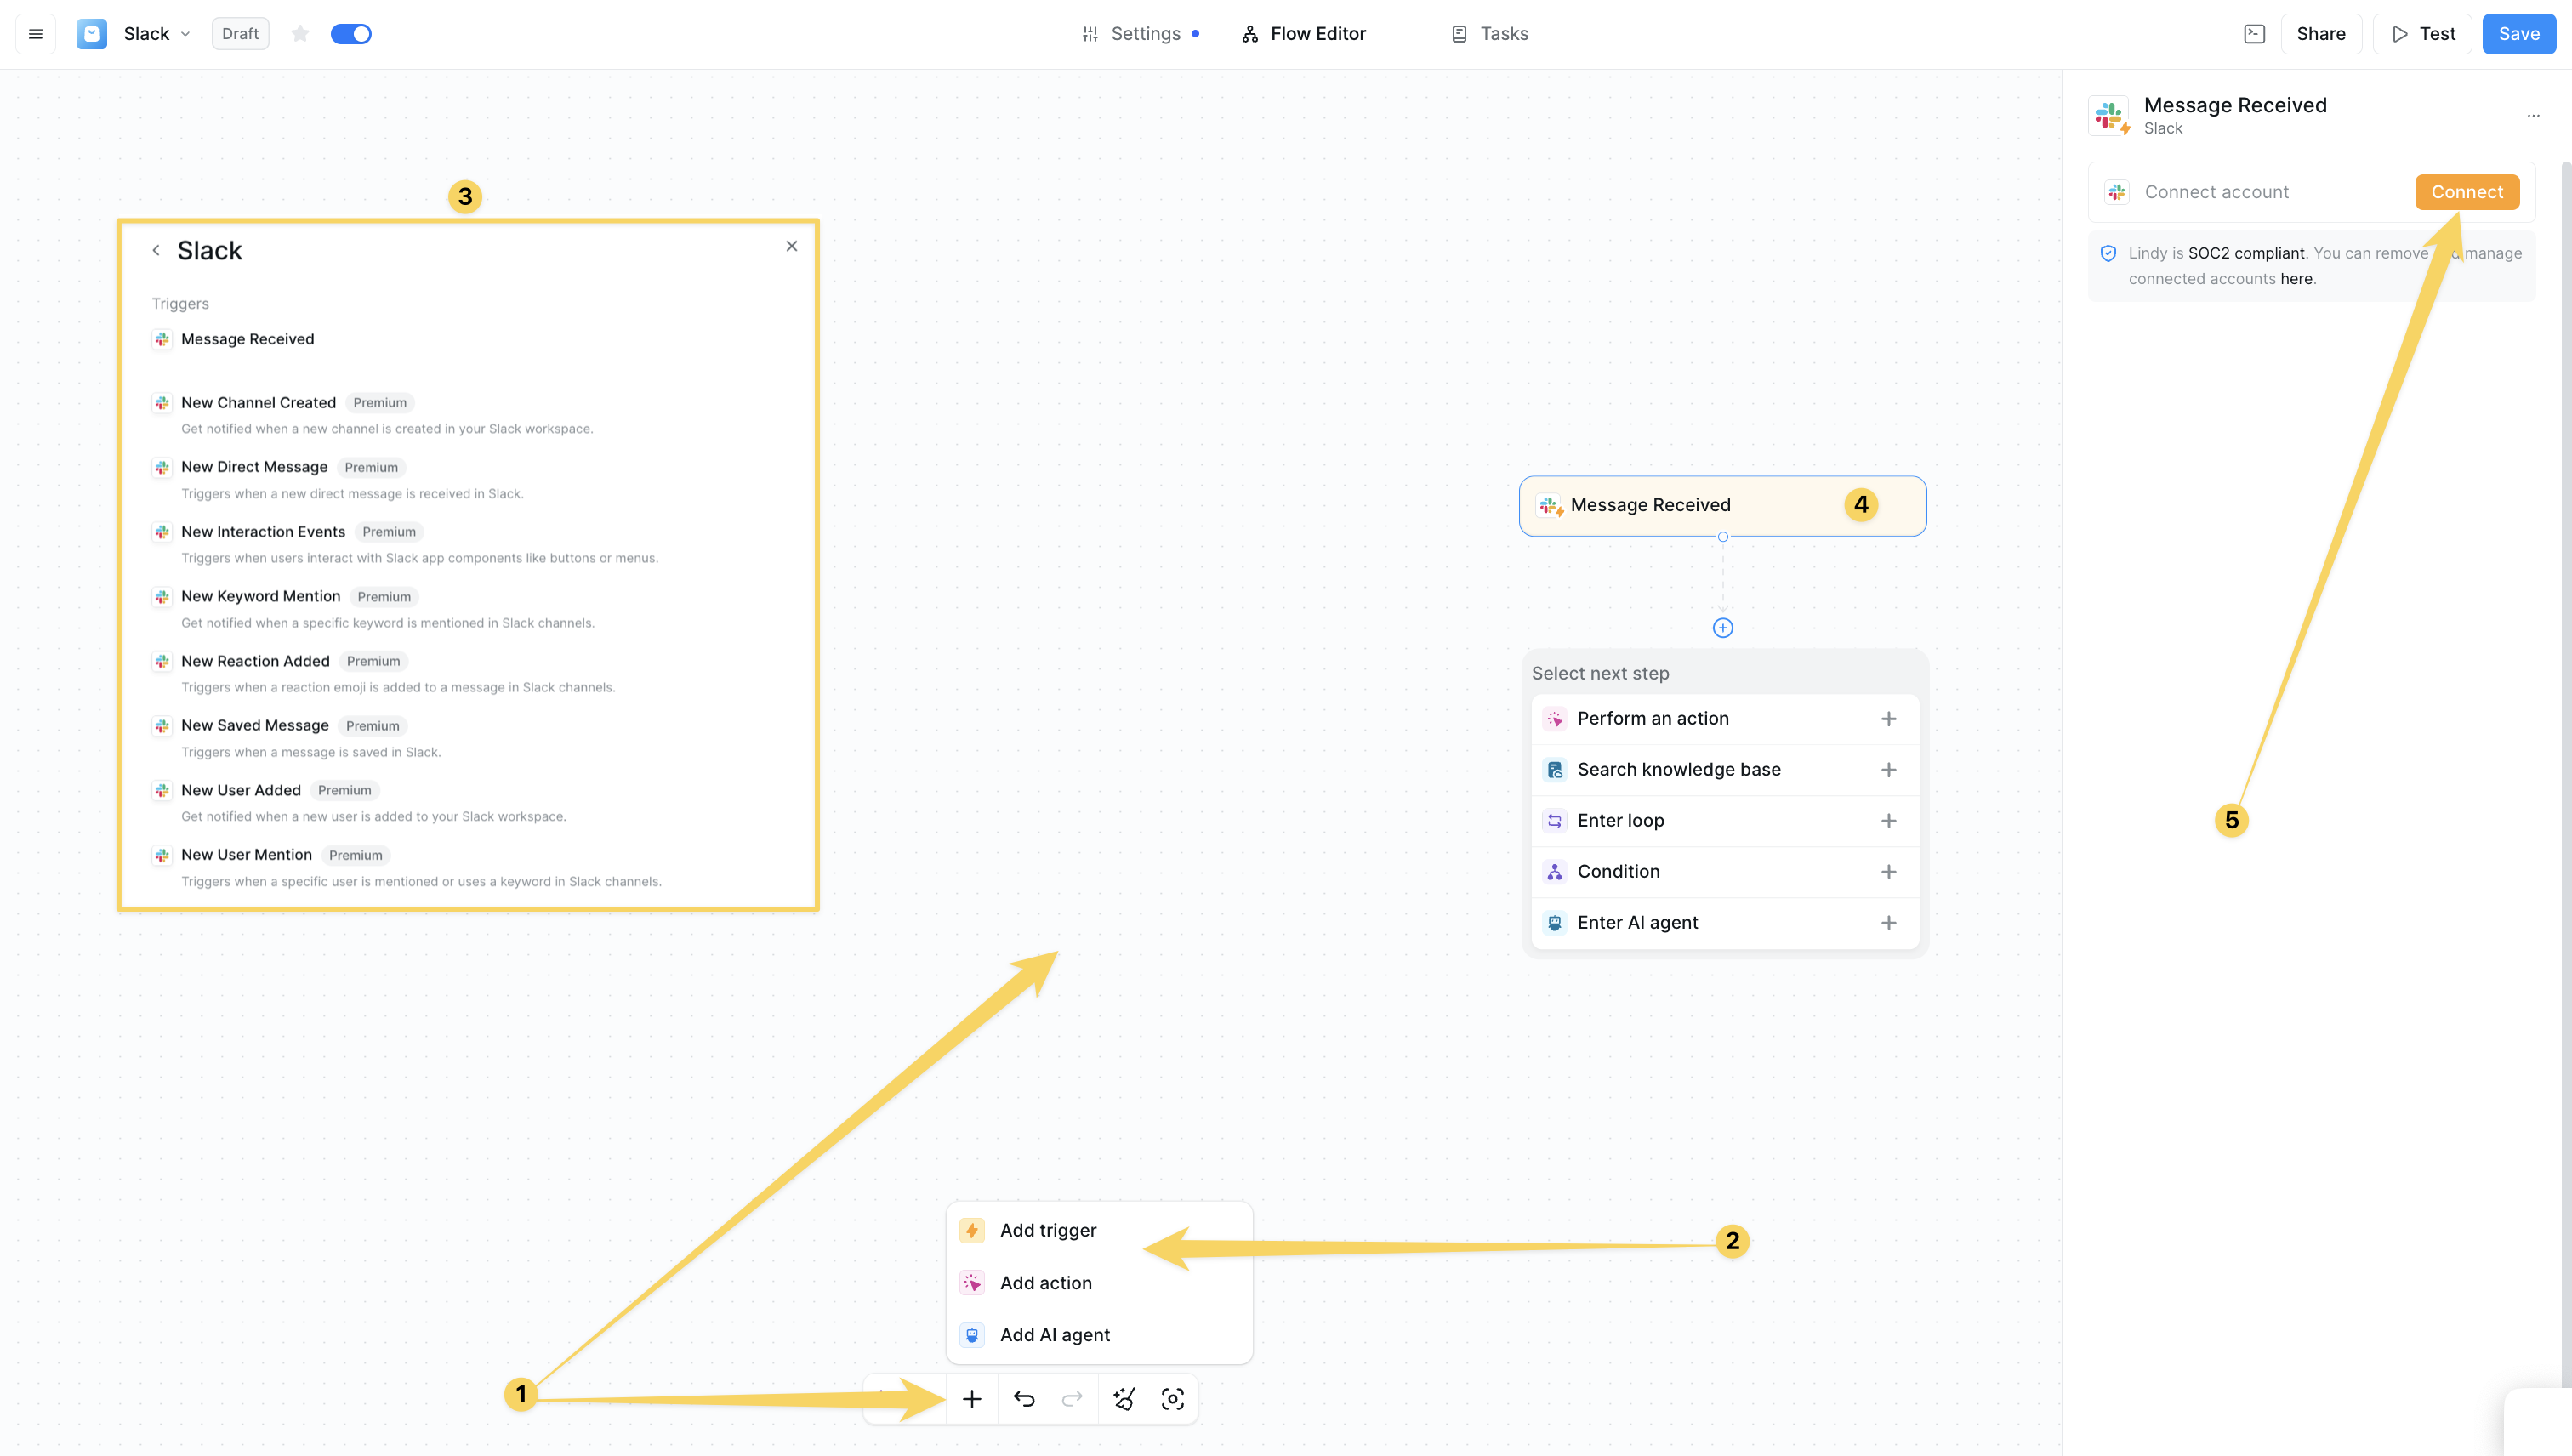 Slack
Draft
Settings
Flow Editor
Tasks
Share
Test
Save
3
Slack
Triggers
Message Received
New Channel Created Premium
Get notified when a new channel is created in your Slack workspace.
New Direct Message Premium
Triggers when a new direct message is received in Slack.
New Interaction Events Premium
Triggers when users interact with Slack app components like buttons or menus.
New Keyword Mention Premium
Get notified when a specific keyword is mentioned in Slack channels.
New Reaction Added Premium
Triggers when a reaction emoji is added to a message in Slack channels.
New Saved Message Premium
Triggers when a message is saved in Slack.
New User Added Premium
Get notified when a new user is added to your Slack workspace.
New User Mention Premium
Triggers when a specific user is mentioned or uses a keyword in Slack channels.
Message Received
4
Select next step
Perform an action
Search knowledge base
Enter loop
Condition
Enter AI agent
Message Received
Slack
Connect account
Connect
Lindy is SOC2 compliant. You can remove manage
connected accounts here.
5
Add trigger
Add action
Add AI agent
2
1